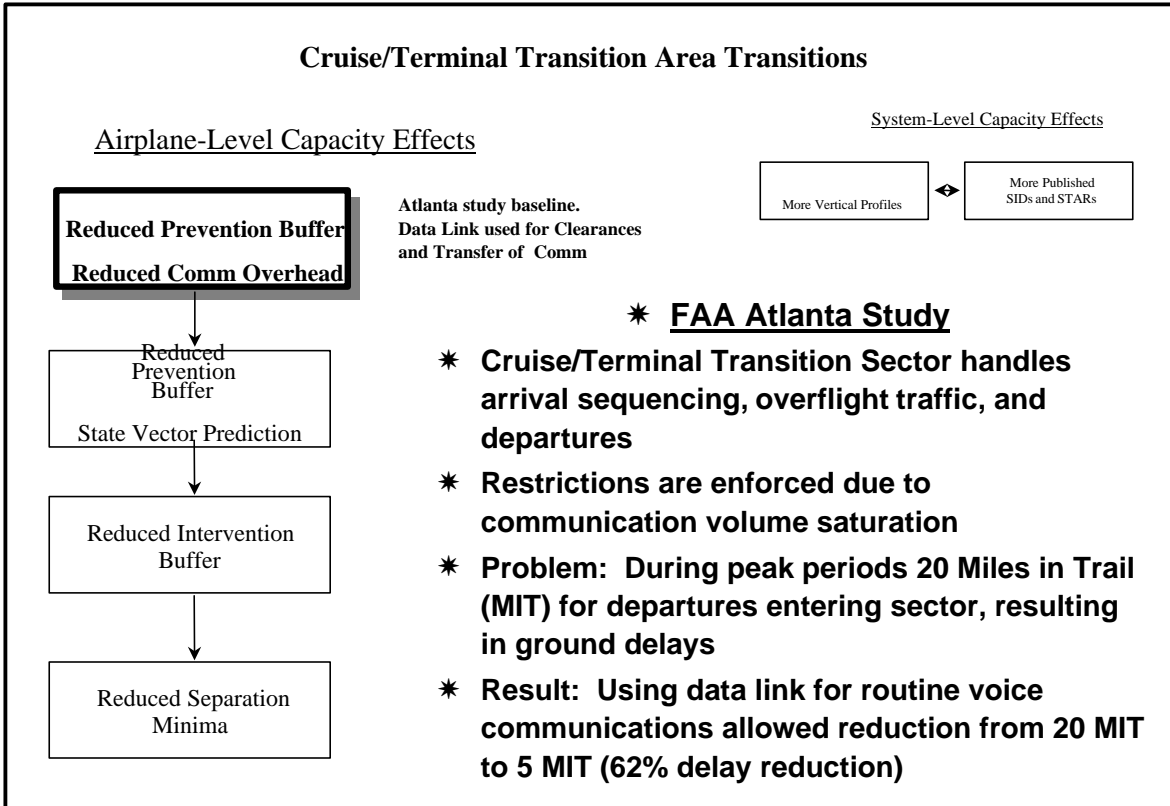 Cruise/Terminal Transition Area Transitions
Airplane-Level Capacity Effects
System-Level Capacity Effects
More Vertical Profiles
More Published
SIDs and STARs
Reduced Prevention Buffer
Reduced Comm Overhead
Atlanta study baseline.
Data Link used for Clearances
and Transfer of Comm
Reduced
Prevention
Buffer
State Vector Prediction
Reduced Intervention
Buffer
Reduced Separation
Minima
✷ FAA Atlanta Study
✷ Cruise/Terminal Transition Sector handles
arrival sequencing, overflight traffic, and
departures
✷ Restrictions are enforced due to
communication volume saturation
✷ Problem: During peak periods 20 Miles in Trail
(MIT) for departures entering sector, resulting
in ground delays
✷ Result: Using data link for routine voice
communications allowed reduction from 20 MIT
to 5 MIT (62% delay reduction)